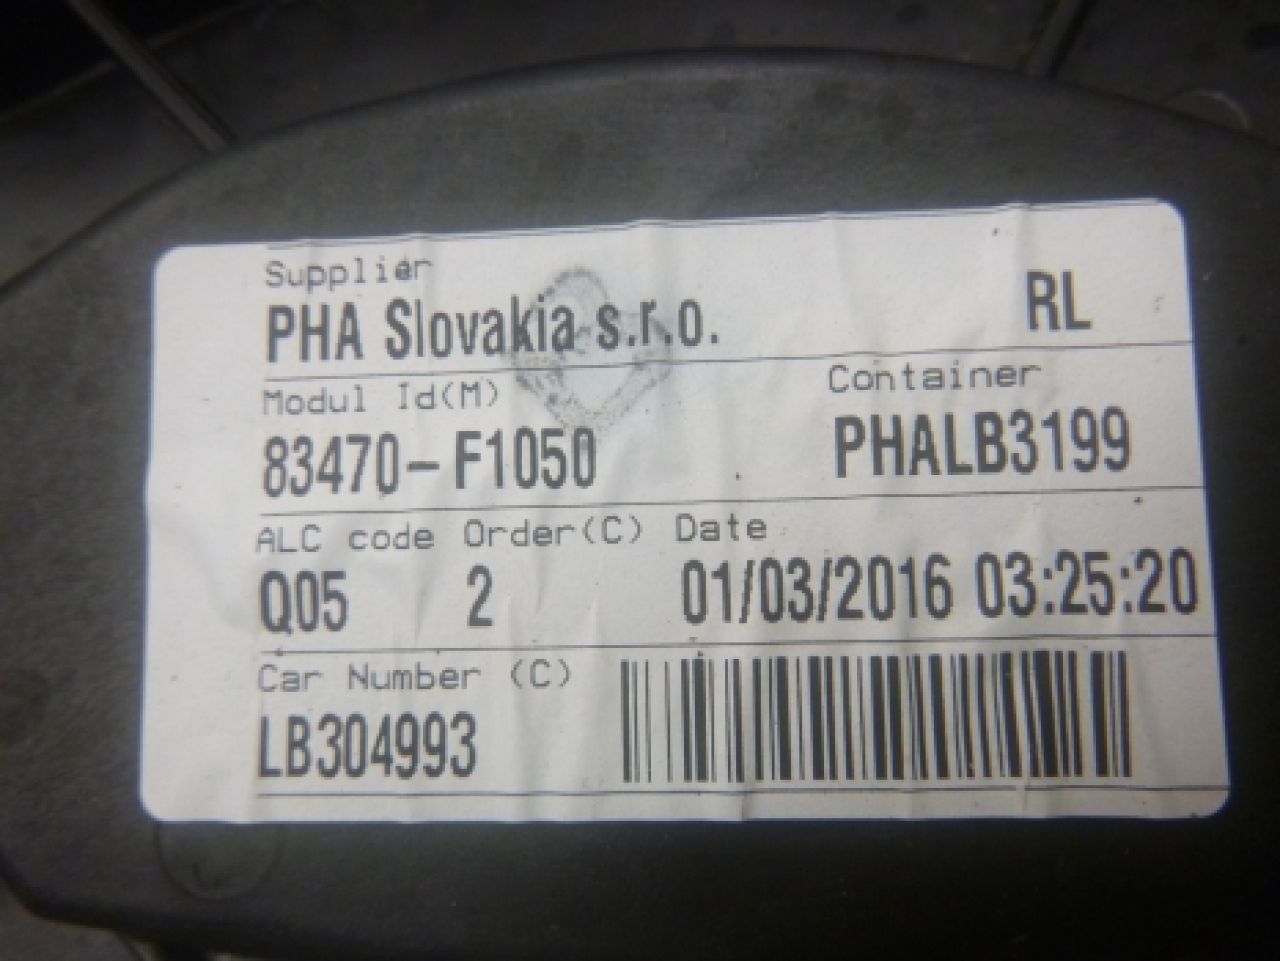 Supplier
PHA Slovakia s.r.o. RL
Modul Id(M) Container
83470-F1050 PHALB3199
ALC code Order(C) Date
Q05 2 01/03/2016 03:25:20
Car Number (C)
LB304993